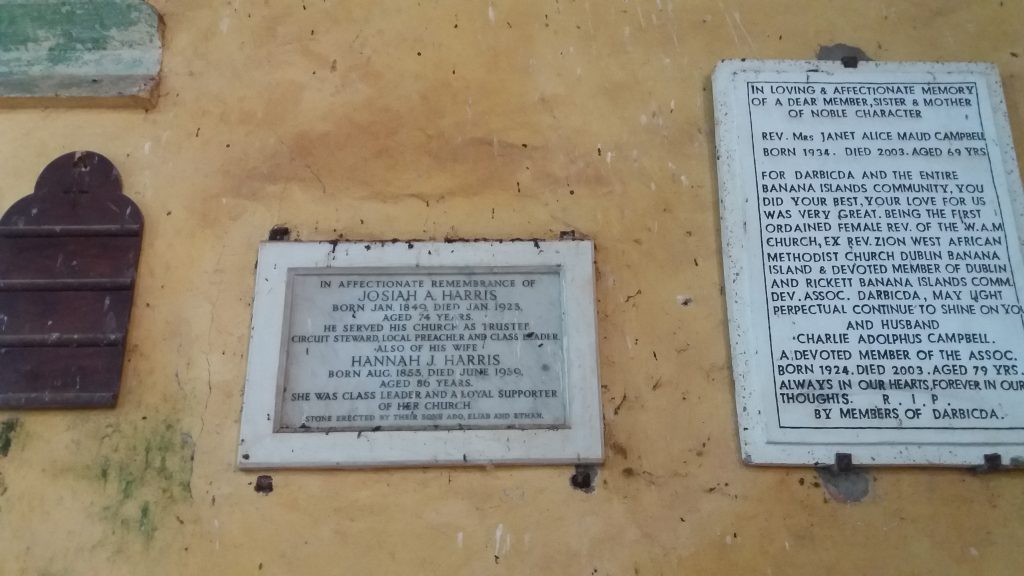 IN AFFECTIONATE REMEMBRANCE OF
JOSIAH A. HARRIS
BORN JAN. 1849, DIED JAN. 1923,
AGED 74 YEARS.
HE SERVED HIS CHURCH AS TRUSTEE
CIRCUIT STEWARD, LOCAL PREACHER AND CLASS LEADER.
ALSO OF HIS WIFE
HANNAH J. HARRIS
BORN AUG. 1853, DIED JUNE 1939,
AGED 86 YEARS.
SHE WAS CLASS LEADER AND A LOYAL SUPPORTER
OF HER CHURCH
STONE ERECTED BY THEIR SONS ADO, ELIAB AND ETHAN.
IN LOVING & AFFECTIONATE MEMORY
OF A DEAR MEMBER, SISTER & MOTHER
OF NOBLE CHARACTER
REV. Mrs JANET ALICE MAUD CAMPBELL
BORN 1934. DIED 2003. AGED 69 YRS
FOR DARBICDA AND THE ENTIRE
BANANA ISLANDS COMMUNITY, YOU
DID YOUR BEST, YOUR LOVE FOR US
WAS VERY GREAT. BEING THE FIRST
ORDAINED FEMALE REV. OF THE W.A.M
CHURCH, EX REV. ZION WEST AFRICAN
METHODIST CHURCH DUBLIN BANANA
ISLAND & DEVOTED MEMBER OF DUBLIN
AND RICKETT BANANA ISLANDS COMM.
DEV. ASSOC. DARBICDA, MAY LIGHT
PERPECTUAL CONTINUE TO SHINE ON YOU
AND HUSBAND
CHARLIE ADOLPHUS CAMPBELL.
A DEVOTED MEMBER OF THE ASSOC.
BORN 1924. DIED 2003. AGED 79 YRS.
ALWAYS IN OUR HEARTS, FOREVER IN OUR
THOUGHTS. R. I. P.
BY MEMBERS OF DARBICDA.